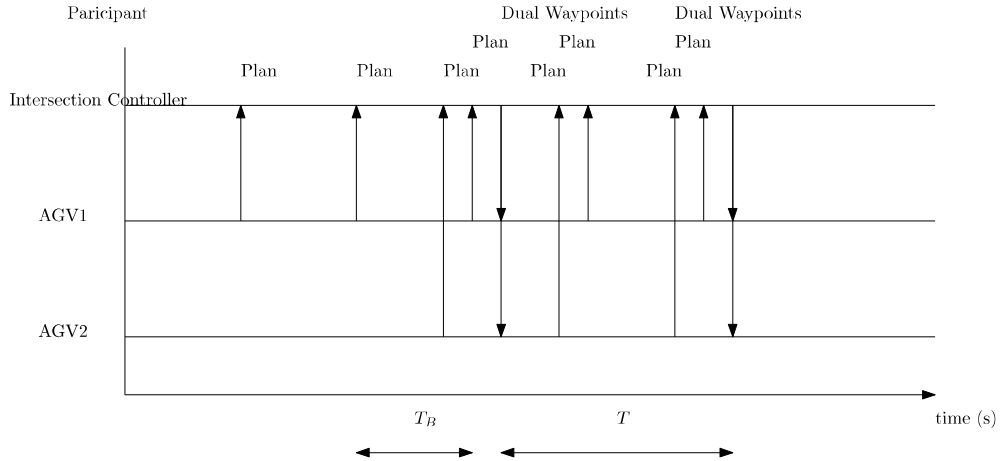 Paricipant
Dual Waypoints
Dual Waypoints
Plan
Plan
Plan
Plan
Plan
Plan
Plan
Plan
Intersection Controller
AGV1
AGV2
T_B
T
time (s)